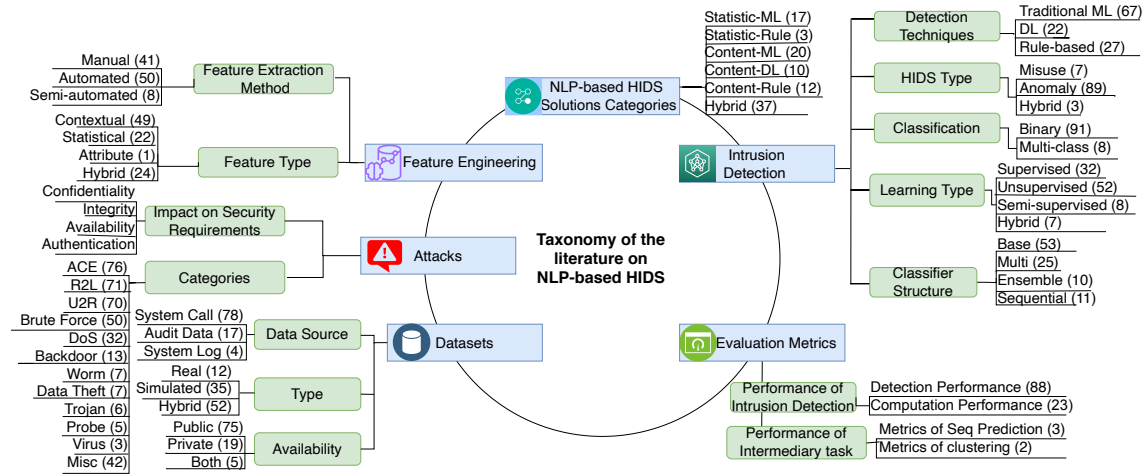 Taxonomy of the
literature on
NLP-based HIDS
NLP-based HIDS
Solutions Categories
Statistic-ML (17)
Statistic-Rule (3)
Content-ML (20)
Content-DL (10)
Content-Rule (12)
Hybrid (37)
Intrusion
Detection
Detection
Techniques
Traditional ML (67)
DL (22)
Rule-based (27)
HIDS Type
Misuse (7)
Anomaly (89)
Hybrid (3)
Classification
Binary (91)
Multi-class (8)
Learning Type
Supervised (32)
Unsupervised (52)
Semi-supervised (8)
Hybrid (7)
Classifier
Structure
Base (53)
Multi (25)
Ensemble (10)
Sequential (11)
Evaluation Metrics
Performance of
Intrusion Detection
Detection Performance (88)
Computation Performance (23)
Performance of
Intermediary task
Metrics of Seq Prediction (3)
Metrics of clustering (2)
Feature Engineering
Feature Extraction
Method
Manual (41)
Automated (50)
Semi-automated (8)
Feature Type
Contextual (49)
Statistical (22)
Attribute (1)
Hybrid (24)
Attacks
Impact on Security
Requirements
Confidentiality
Integrity
Availability
Authentication
Categories
ACE (76)
R2L (71)
U2R (70)
Brute Force (50)
DoS (32)
Backdoor (13)
Worm (7)
Data Theft (7)
Trojan (6)
Probe (5)
Virus (3)
Misc (42)
Datasets
Data Source
System Call (78)
Audit Data (17)
System Log (4)
Type
Real (12)
Simulated (35)
Hybrid (52)
Availability
Public (75)
Private (19)
Both (5)